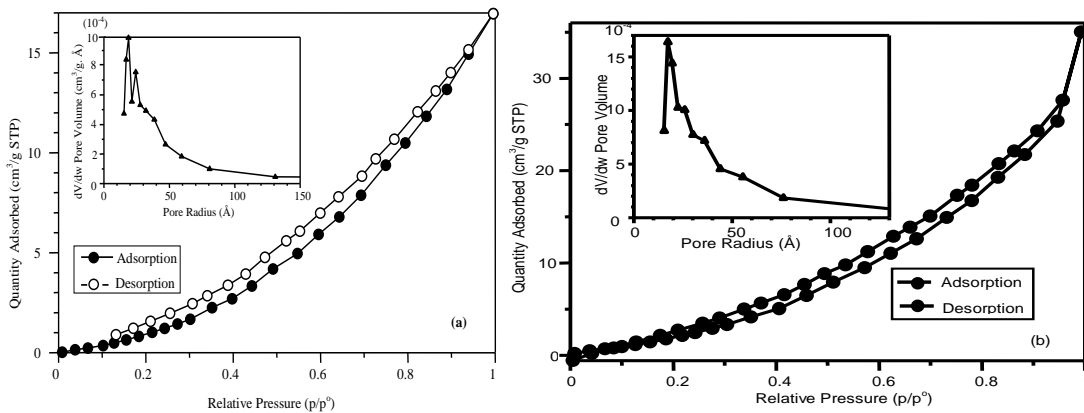 (10⁻⁴)
10
8
6
4
2
0
0
50
100
150
dV/dw Pore Volume (cm³/g. Å)
Pore Radius (Å)
15
10
5
0
Quantity Adsorbed (cm³/g STP)
Adsorption
Desorption
(a)
0
0.2
0.4
0.6
0.8
1
Relative Pressure (p/p°)
10⁻⁴
15
10
5
0
0
50
100
dV/dw Pore Volume
Pore Radius (Å)
30
20
10
0
Quantity Adsorbed (cm³/g STP)
Adsorption
Desorption
(b)
0
0.2
0.4
0.6
0.8
Relative Pressure (p/p°)